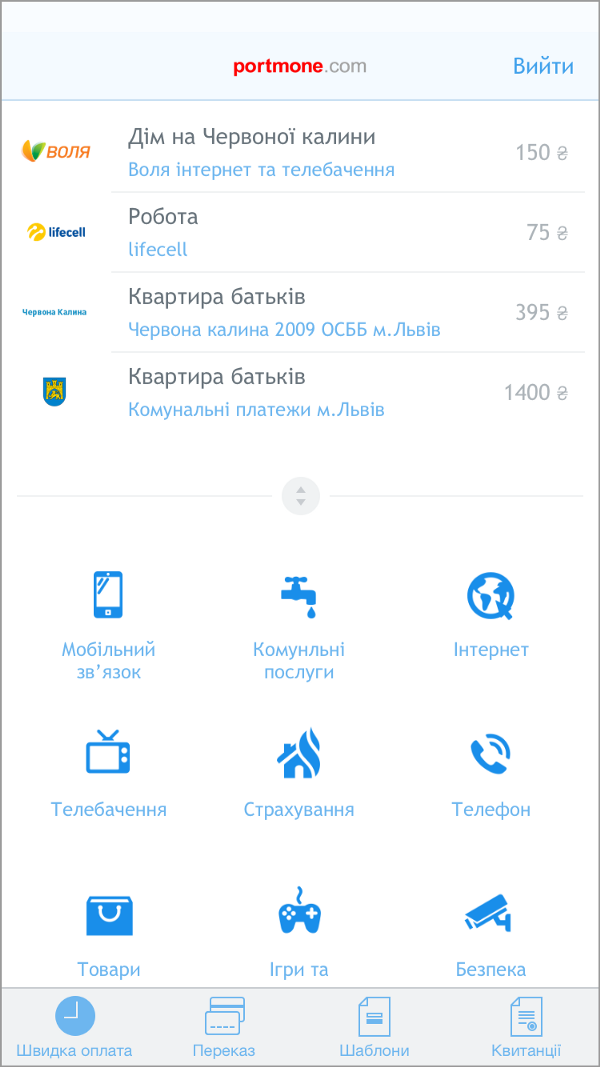 portmone.com
Вийти
воля
Дім на Червоної калини
150 ₴
Воля інтернет та телебачення
lifecell
Робота
75 ₴
lifecell
Червона Калина
Квартира батьків
395 ₴
Червона калина 2009 ОСББ м.Львів
Квартира батьків
1400 ₴
Комунальні платежи м.Львів
Мобільний
зв’язок
Комунльні
послуги
Інтернет
Телебачення
Страхування
Телефон
Товари
Ігри та
Безпека
Швидка оплата
Переказ
Шаблони
Квитанції